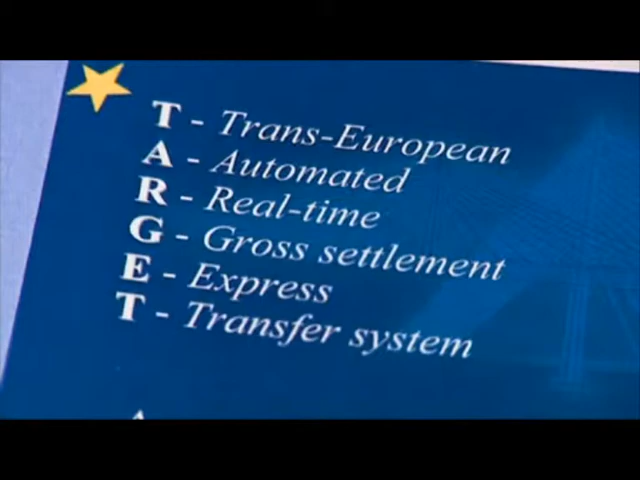 T - Trans-European
A - Automated
R - Real-time
G - Gross settlement
E - Express
T - Transfer system